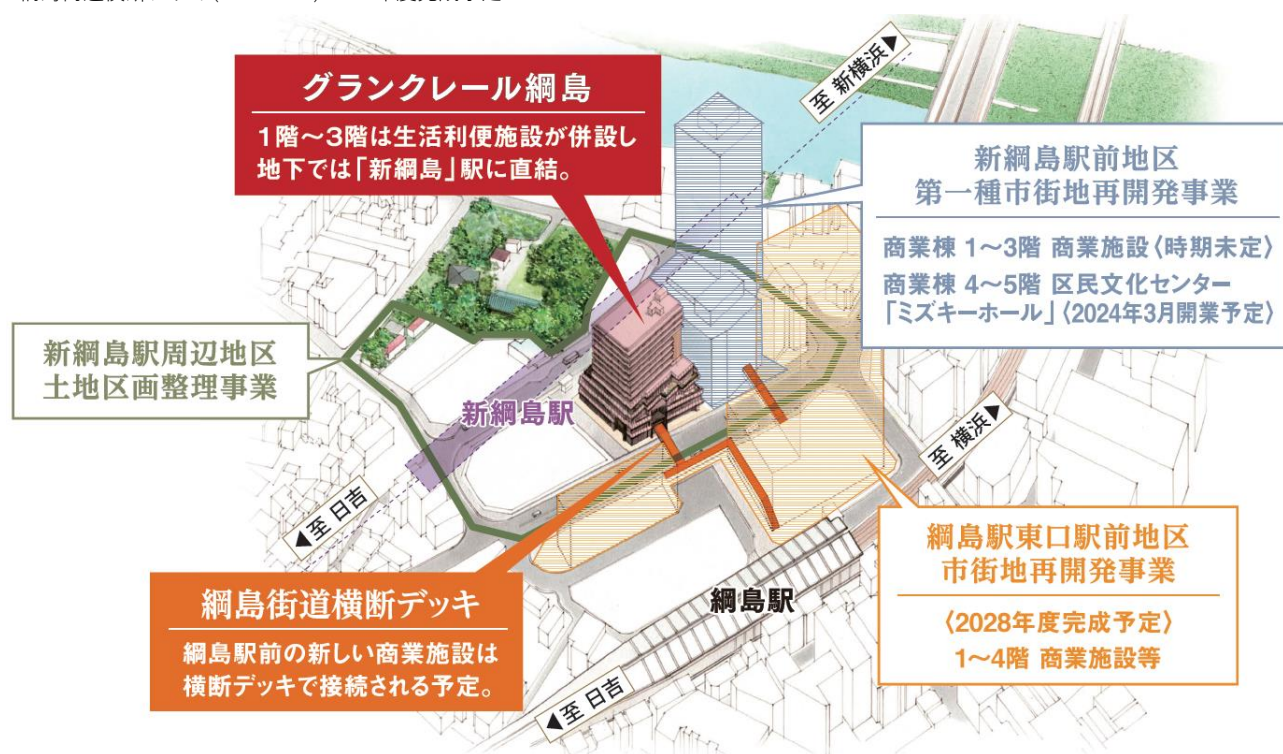 グランクレール綱島
1階～3階は生活利便施設が併設し
地下では「新綱島」駅に直結。
至 新横浜▶
新綱島駅前地区
第一種市街地再開発事業
商業棟 1～3階 商業施設〈時期未定〉
商業棟 4～5階 区民文化センター
「ミズキーホール」〈2024年3月開業予定〉
新綱島駅周辺地区
土地区画整理事業
新綱島駅
至 横浜▶
◀至 日吉
綱島街道横断デッキ
綱島駅前の新しい商業施設は
横断デッキで接続される予定。
綱島駅
綱島駅東口駅前地区
市街地再開発事業
〈2028年度完成予定〉
1～4階 商業施設等
◀至 日吉